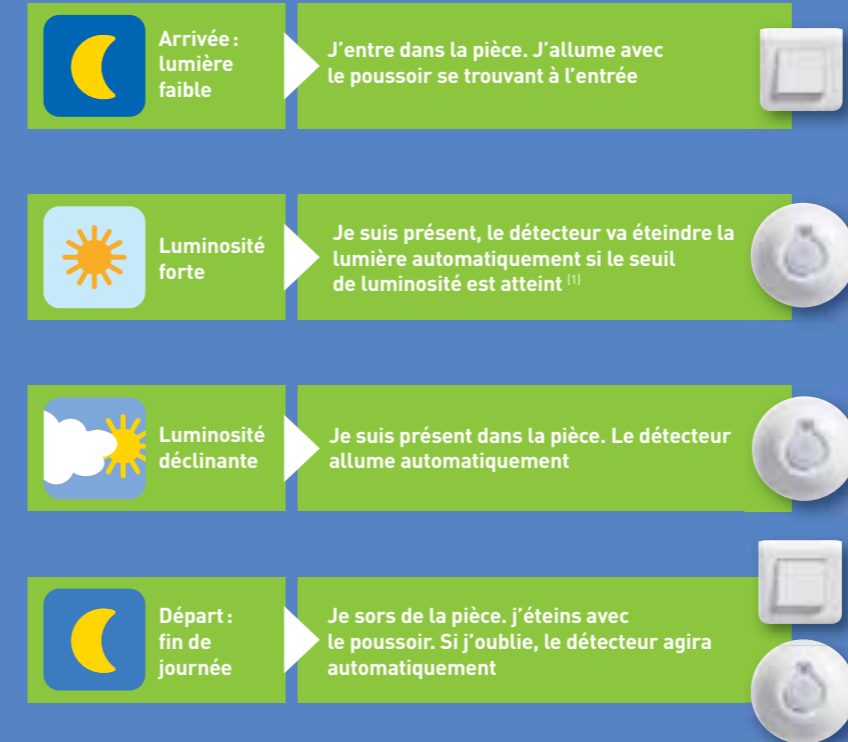 Arrivée :
lumière
faible
J'entre dans la pièce. J'allume avec
le poussoir se trouvant à l'entrée
Luminosité
forte
Je suis présent, le détecteur va éteindre la
lumière automatiquement si le seuil
de luminosité est atteint (1)
Luminosité
déclinante
Je suis présent dans la pièce. Le détecteur
allume automatiquement
Départ :
fin de
journée
Je sors de la pièce. j'éteins avec
le poussoir. Si j'oublie, le détecteur agira
automatiquement